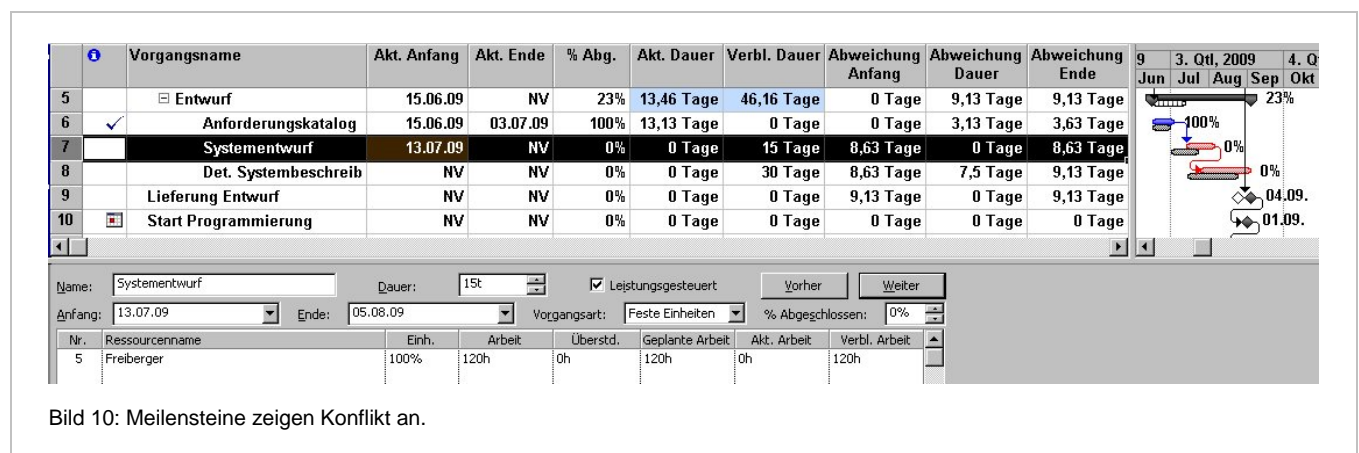 Vorgangsname Akt. Anfang Akt. Ende % Abg. Akt. Dauer Verbl. Dauer Abweichung Anfang Abweichung Dauer Abweichung Ende 9 3. Qtl, 2009 4. Q
Jun Jul Aug Sep Okt
5 Entwurf 15.06.09 NV 23% 13,46 Tage 46,16 Tage 0 Tage 9,13 Tage 9,13 Tage 23%
6 Anforderungskatalog 15.06.09 03.07.09 100% 13,13 Tage 0 Tage 0 Tage 3,13 Tage 3,63 Tage 100%
7 Systementwurf 13.07.09 NV 0% 0 Tage 15 Tage 8,63 Tage 0 Tage 8,63 Tage 0%
8 Det. Systembeschreib NV NV 0% 0 Tage 30 Tage 8,63 Tage 7,5 Tage 9,13 Tage 0%
9 Lieferung Entwurf NV NV 0% 0 Tage 0 Tage 9,13 Tage 0 Tage 9,13 Tage 04.09.
10 Start Programmierung NV NV 0% 0 Tage 0 Tage 0 Tage 0 Tage 0 Tage 01.09.
Name: Systementwurf Dauer: 15t Leistungsgesteuert Vorher Weiter
Anfang: 13.07.09 Ende: 05.08.09 Vorgangsart: Feste Einheiten % Abgeschlossen: 0%
Nr. Ressourcenname Einh. Arbeit Überstd. Geplante Arbeit Akt. Arbeit Verbl. Arbeit
5 Freiberger 100% 120h 0h 120h 0h 120h
Bild 10: Meilensteine zeigen Konflikt an.